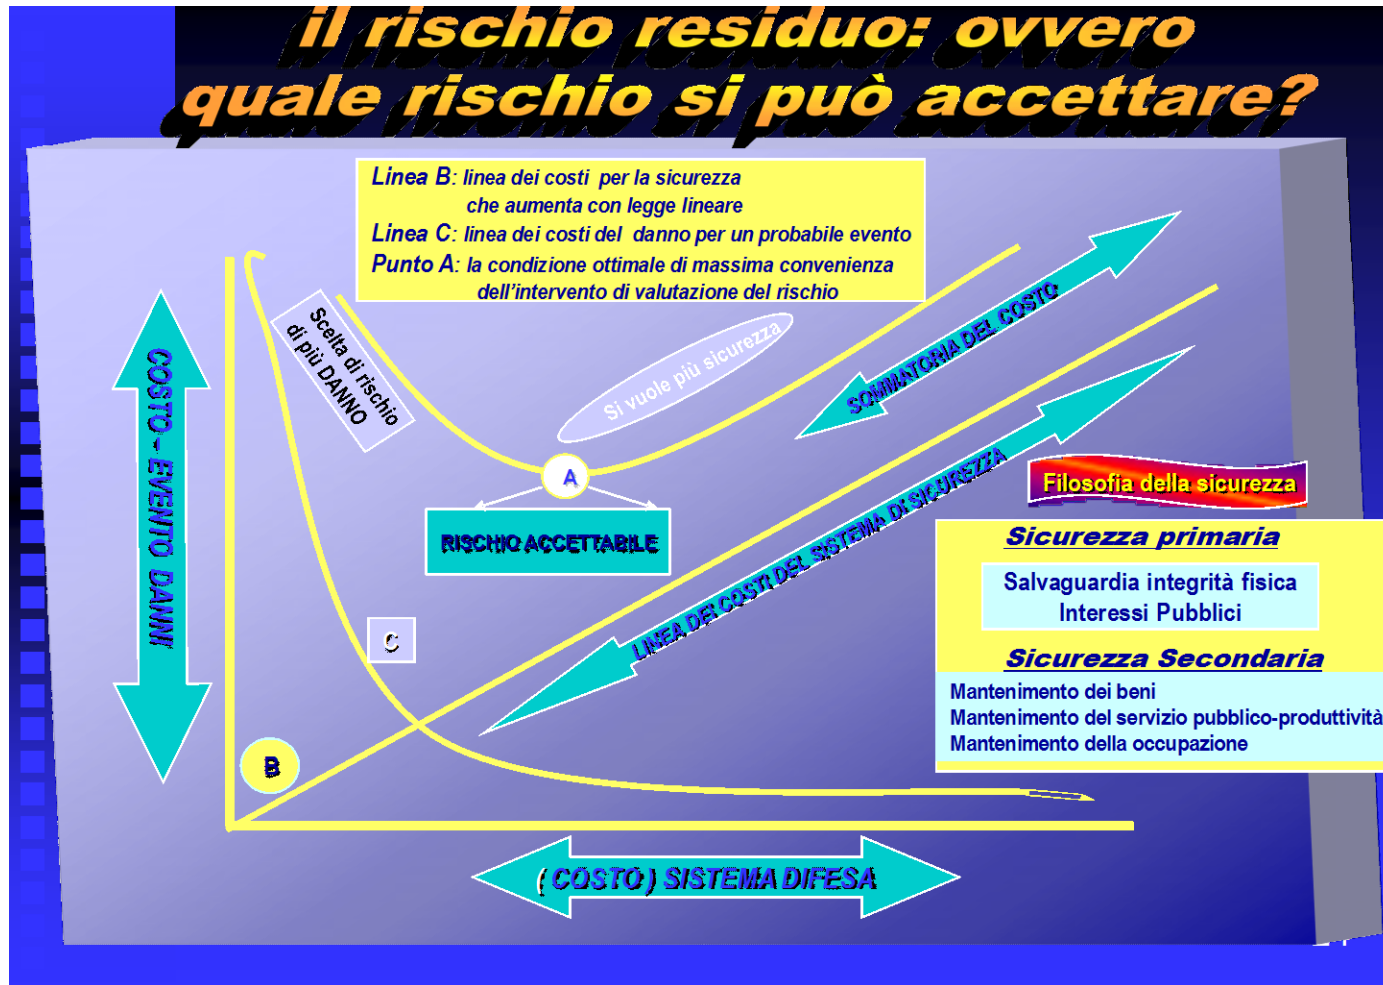 il rischio residuo: ovvero
quale rischio si può accettare?
Linea B: linea dei costi per la sicurezza
che aumenta con legge lineare
Linea C: linea dei costi del danno per un probabile evento
Punto A: la condizione ottimale di massima convenienza
dell'intervento di valutazione del rischio
Scelta di rischio
di più DANNO
Si vuole più sicurezza
SOMMATORIA DEL COSTO
COSTO - EVENTO DANNI
A
RISCHIO ACCETTABILE
LINEA DEI COSTI DEL SISTEMA DI SICUREZZA
Filosofia della sicurezza
Sicurezza primaria
Salvaguardia integrità fisica
Interessi Pubblici
Sicurezza Secondaria
Mantenimento dei beni
Mantenimento del servizio pubblico-produttività
Mantenimento della occupazione
C
B
( COSTO ) SISTEMA DIFESA